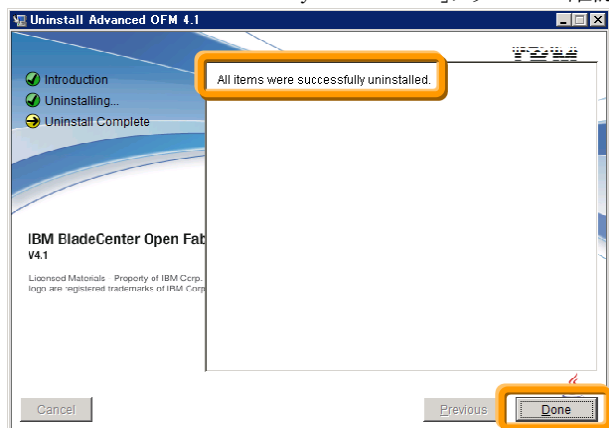 Uninstall Advanced OFM 4.1
IBM
Introduction
Uninstalling...
Uninstall Complete
All items were successfully uninstalled.
IBM BladeCenter Open Fab
V4.1
Licensed Materials - Property of IBM Corp.
logo are registered trademarks of IBM Corp
Cancel
Previous
Done